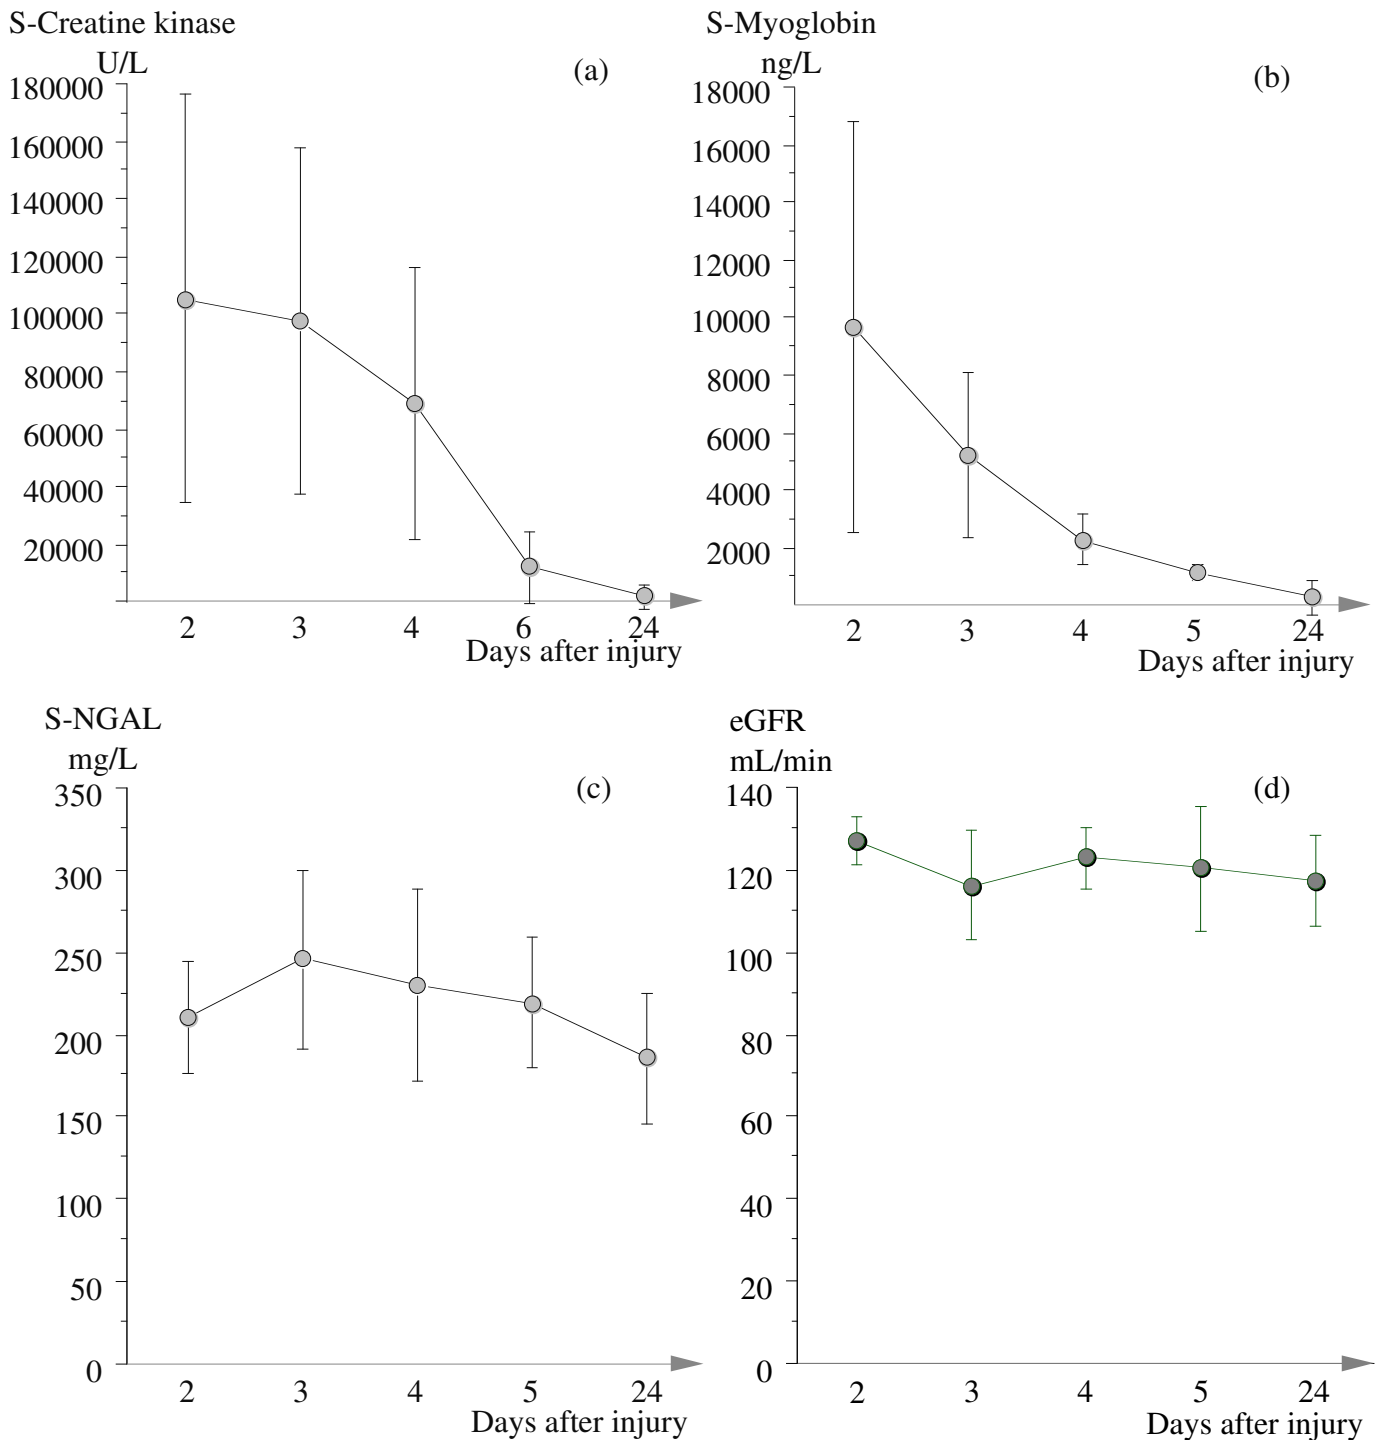 S-Creatine kinase
U/L
(a)
180000
160000
140000
120000
100000
80000
60000
40000
20000
2 3 4 6 24
Days after injury
S-Myoglobin
ng/L
(b)
18000
16000
14000
12000
10000
8000
6000
4000
2000
2 3 4 5 24
Days after injury
S-NGAL
mg/L
(c)
350
300
250
200
150
100
50
0
2 3 4 5 24
Days after injury
eGFR
mL/min
(d)
140
120
100
80
60
40
20
0
2 3 4 5 24
Days after injury